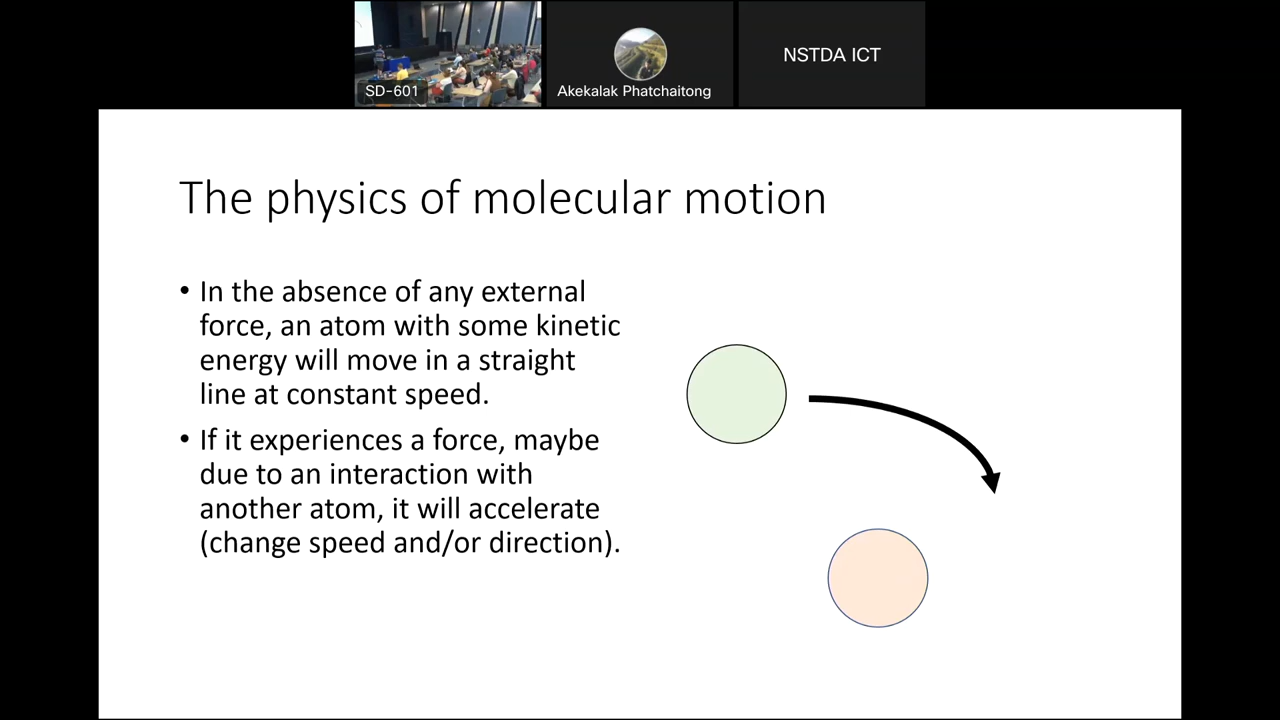 SD-601
Akekalak Phatchaitong
NSTDA ICT
The physics of molecular motion
• In the absence of any external
force, an atom with some kinetic
energy will move in a straight
line at constant speed.
• If it experiences a force, maybe
due to an interaction with
another atom, it will accelerate
(change speed and/or direction).